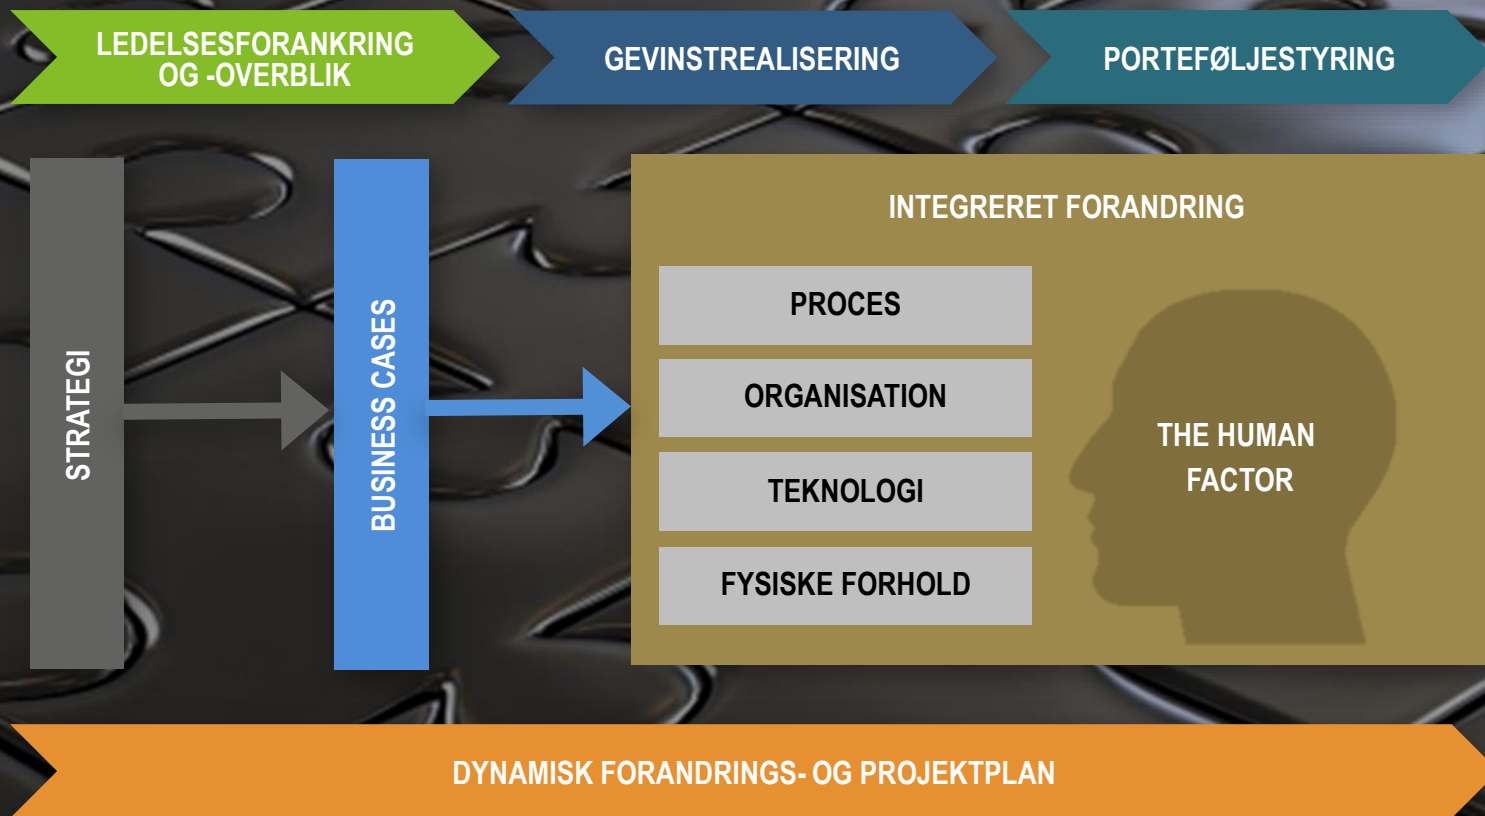 LEDELSESFORANKRING
OG -OVERBLIK
GEVINSTREALISERING
PORTEFØLJESTYRING
STRATEGI
BUSINESS CASES
INTEGRERET FORANDRING
PROCES
ORGANISATION
TEKNOLOGI
FYSISKE FORHOLD
THE HUMAN
FACTOR
DYNAMISK FORANDRINGS- OG PROJEKTPLAN